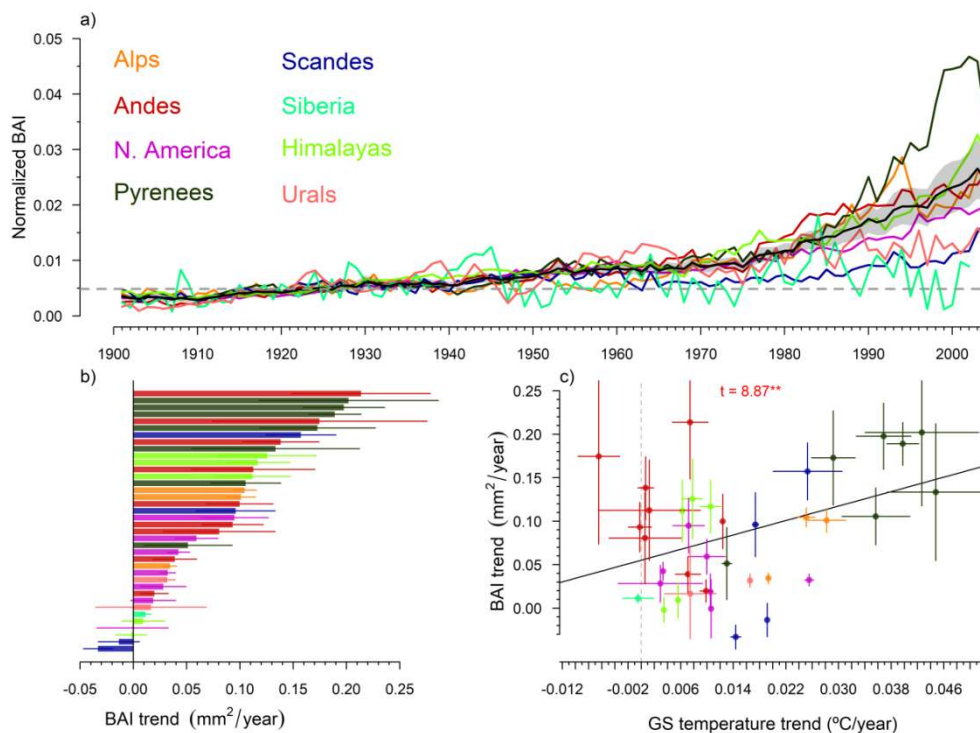 a)
0.05
0.04
0.03
0.02
0.01
0.00
Normalized BAI
Alps
Andes
N. America
Pyrenees
Scandes
Siberia
Himalayas
Urals
1900 1910 1920 1930 1940 1950 1960 1970 1980 1990 2000
b)
-0.05 0.00 0.05 0.10 0.15 0.20 0.25
BAI trend (mm²/year)
c)
t = 8.87**
0.20
0.15
0.10
0.05
0.00
BAI trend (mm²/year)
-0.012 -0.002 0.006 0.014 0.022 0.030 0.038 0.046
GS temperature trend (ºC/year)